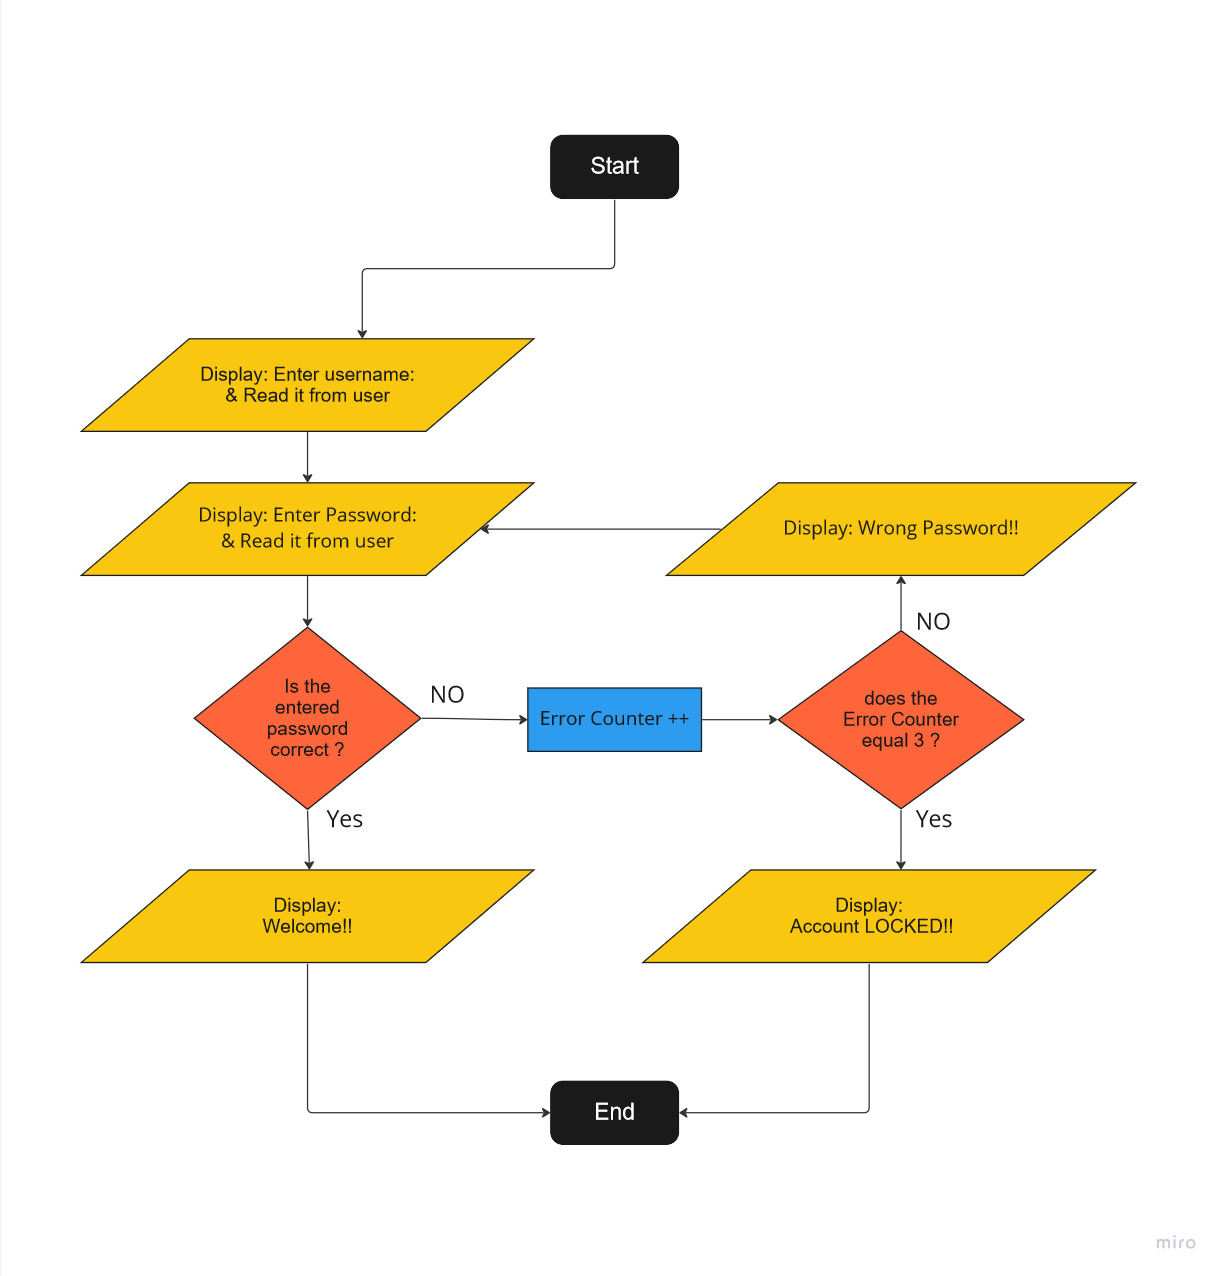 Start
Display: Enter username:
& Read it from user
Display: Enter Password:
& Read it from user
Display: Wrong Password!!
NO
Is the
entered
password
correct ?
NO
Error Counter ++
does the
Error Counter
equal 3 ?
Yes
Yes
Display:
Welcome!!
Display:
Account LOCKED!!
End
miro